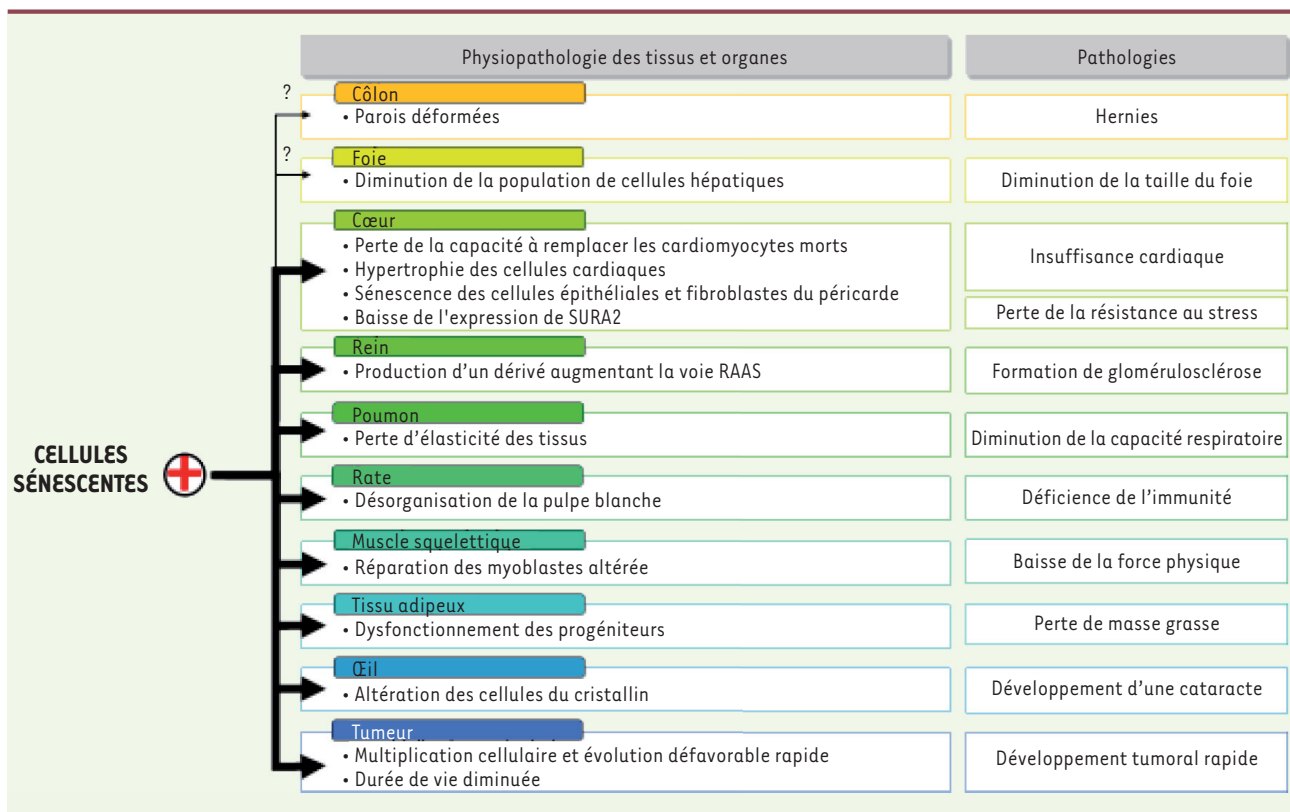 Physiopathologie des tissus et organes
Pathologies
?
Côlon
• Parois déformées
Hernies
?
Foie
• Diminution de la population de cellules hépatiques
Diminution de la taille du foie
Cœur
• Perte de la capacité à remplacer les cardiomyocytes morts
• Hypertrophie des cellules cardiaques
• Sénescence des cellules épithéliales et fibroblastes du péricarde
• Baisse de l'expression de SURA2
Insuffisance cardiaque
Perte de la résistance au stress
Rein
• Production d'un dérivé augmentant la voie RAAS
Formation de glomérulosclérose
Poumon
• Perte d'élasticité des tissus
Diminution de la capacité respiratoire
CELLULES
SÉNESCENTES
Rate
• Désorganisation de la pulpe blanche
Déficience de l'immunité
Muscle squelettique
• Réparation des myoblastes altérée
Baisse de la force physique
Tissu adipeux
• Dysfonctionnement des progéniteurs
Perte de masse grasse
Œil
• Altération des cellules du cristallin
Développement d'une cataracte
Tumeur
• Multiplication cellulaire et évolution défavorable rapide
• Durée de vie diminuée
Développement tumoral rapide